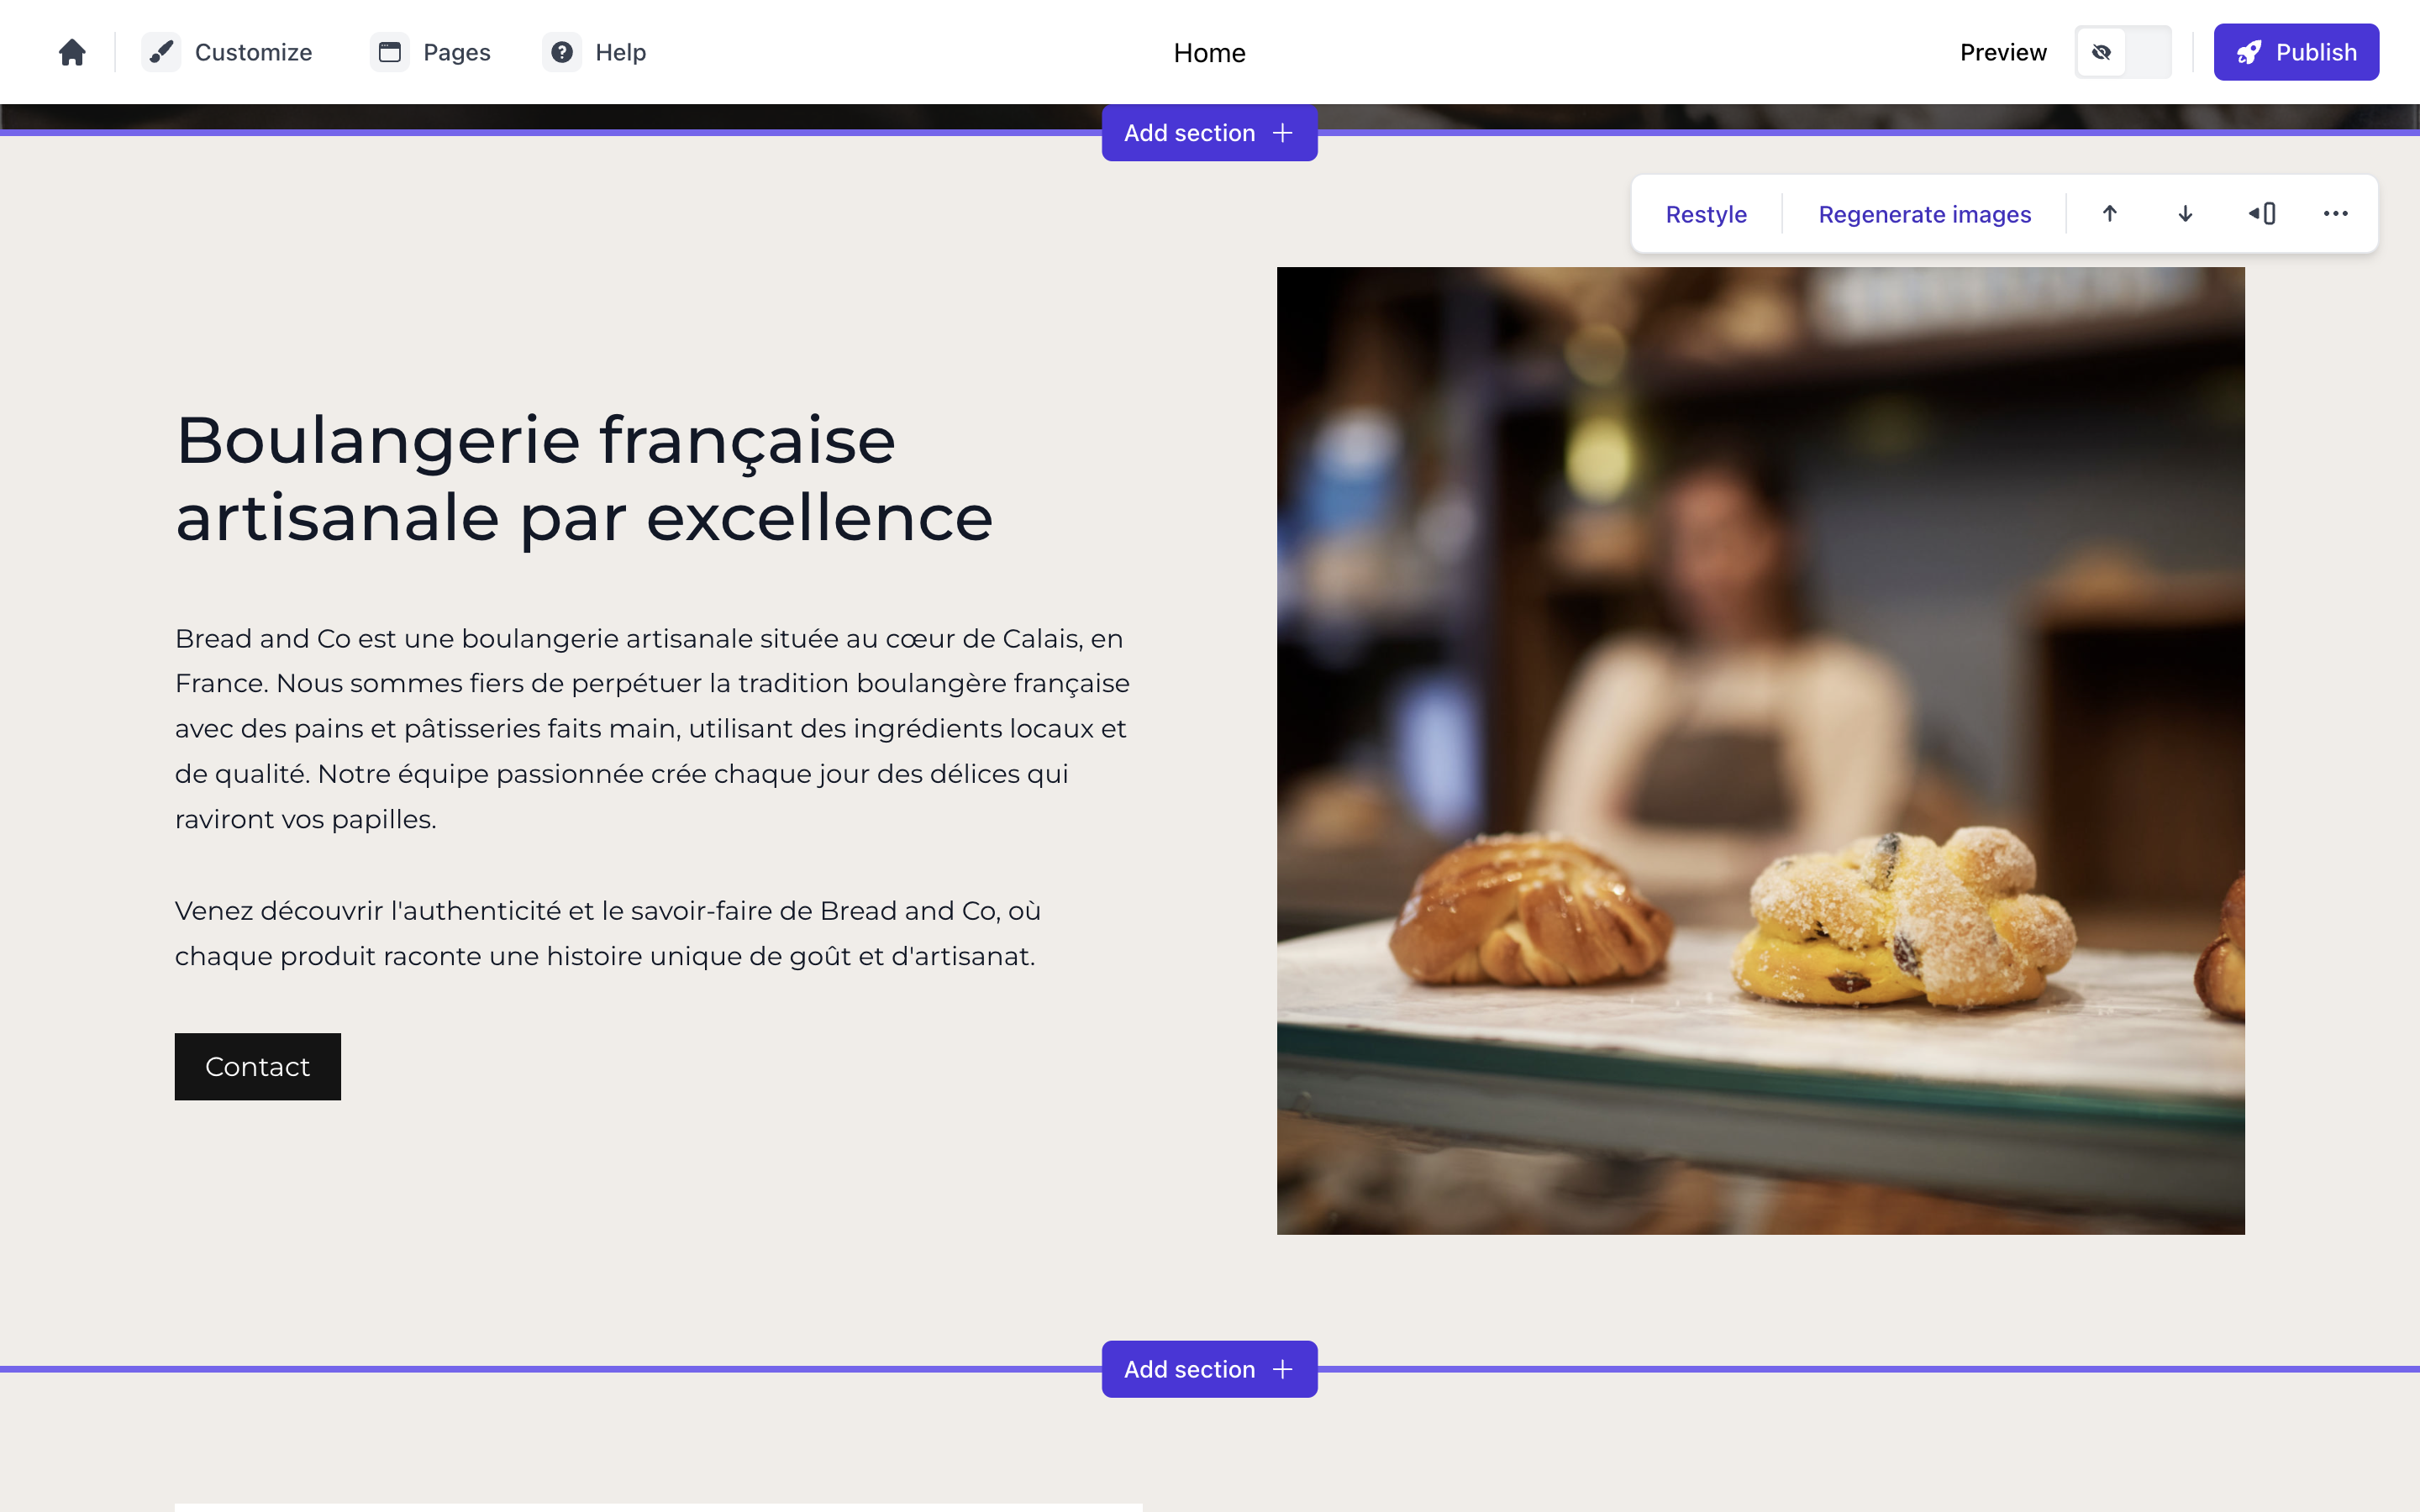 Customize
Pages
Help
Home
Preview
Publish
Add section
Restyle
Regenerate images
Boulangerie française
artisanale par excellence
Bread and Co est une boulangerie artisanale située au cœur de Calais, en
France. Nous sommes fiers de perpétuer la tradition boulangère française
avec des pains et pâtisseries faits main, utilisant des ingrédients locaux et
de qualité. Notre équipe passionnée crée chaque jour des délices qui
raviront vos papilles.
Venez découvrir l'authenticité et le savoir-faire de Bread and Co, où
chaque produit raconte une histoire unique de goût et d'artisanat.
Contact
Add section